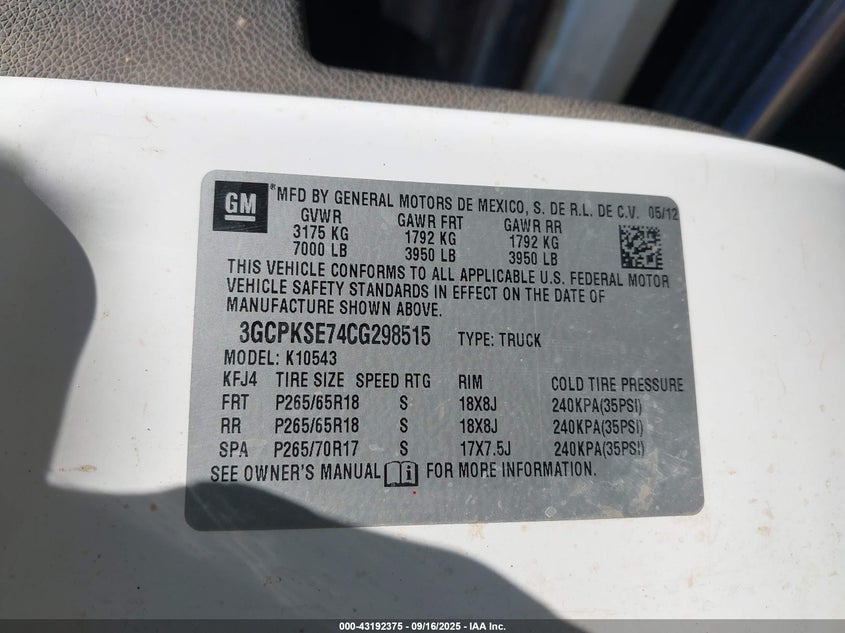 GM
*MFD BY GENERAL MOTORS DE MEXICO, S. DE R.L. DE C.V. 05/12
GVWR GAWR FRT GAWR RR
3175 KG 1792 KG 1792 KG
7000 LB 3950 LB 3950 LB
THIS VEHICLE CONFORMS TO ALL APPLICABLE U.S. FEDERAL MOTOR
VEHICLE SAFETY STANDARDS IN EFFECT ON THE DATE OF
MANUFACTURE SHOWN ABOVE.
3GCPKSE74CG298515 TYPE: TRUCK
MODEL: K10543
KFJ4 TIRE SIZE SPEED RTG RIM COLD TIRE PRESSURE
FRT P265/65R18 S 18X8J 240KPA(35PSI)
RR P265/65R18 S 18X8J 240KPA(35PSI)
SPA P265/70R17 S 17X7.5J 240KPA(35PSI)
SEE OWNER'S MANUAL i FOR MORE INFORMATION.
000-43192375 - 09/16/2025 - IAA Inc.